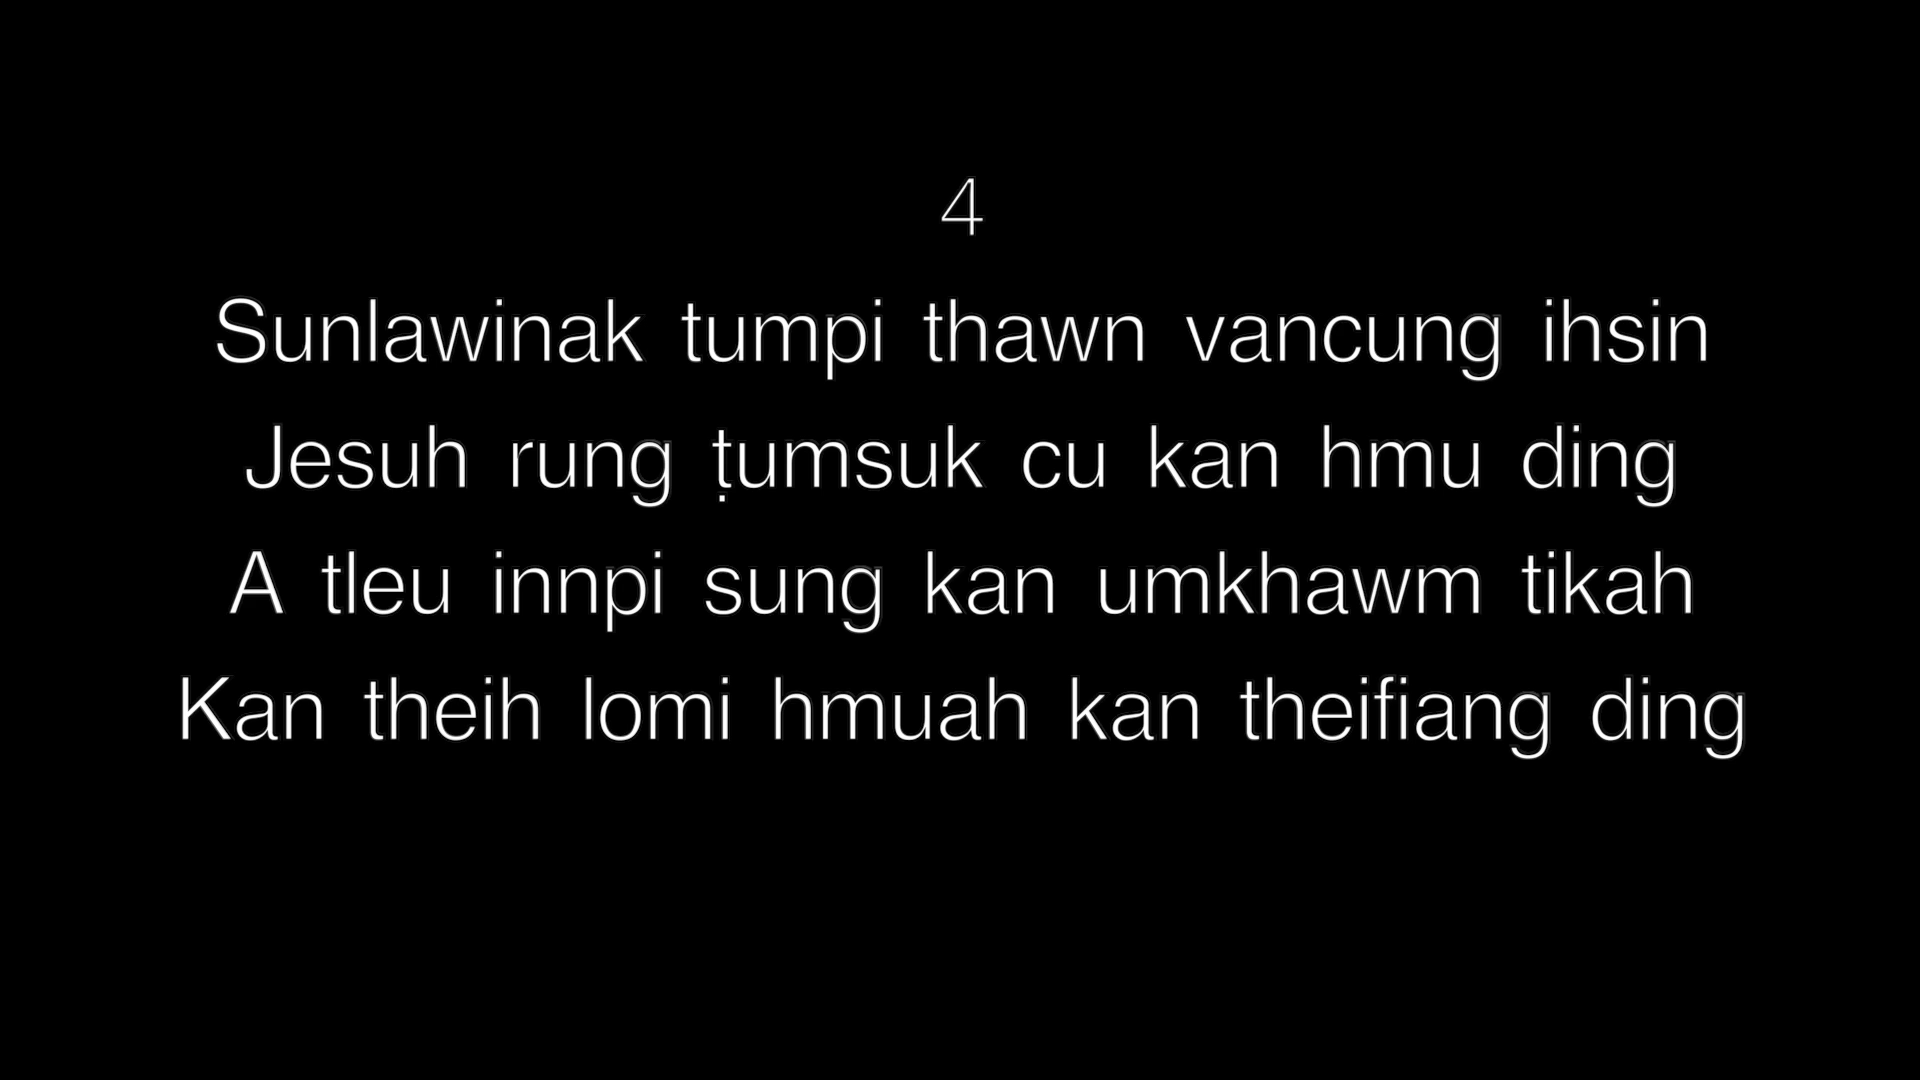 4
Sunlawinak tumpi thawn vancung ihsin
Jesuh rung ṭumsuk cu kan hmu ding
A tleu innpi sung kan umkhawm tikah
Kan theih lomi hmuah kan theifiang ding